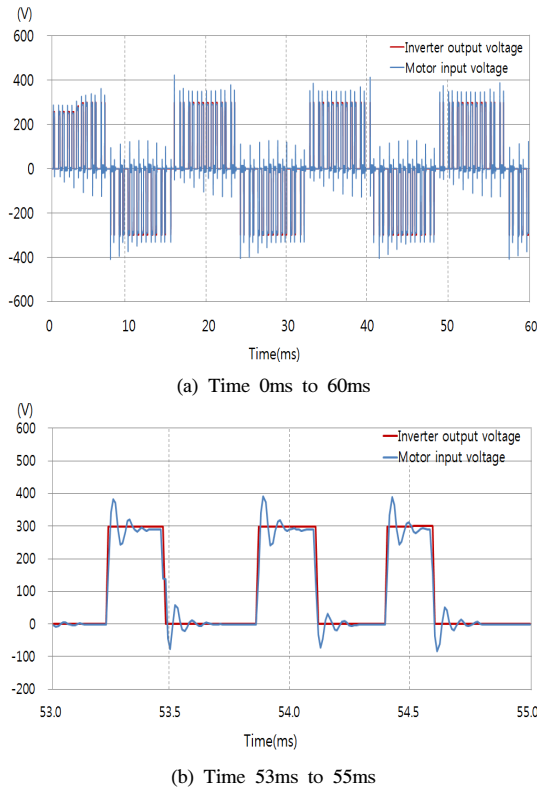 (V)
600
400
200
0
-200
-400
-600
Inverter output voltage
Motor input voltage
0 10 20 30 40 50 60
Time(ms)
(a) Time 0ms to 60ms
(V)
600
500
400
300
200
100
0
-100
-200
Inverter output voltage
Motor input voltage
53.0 53.5 54.0 54.5 55.0
Time(ms)
(b) Time 53ms to 55ms